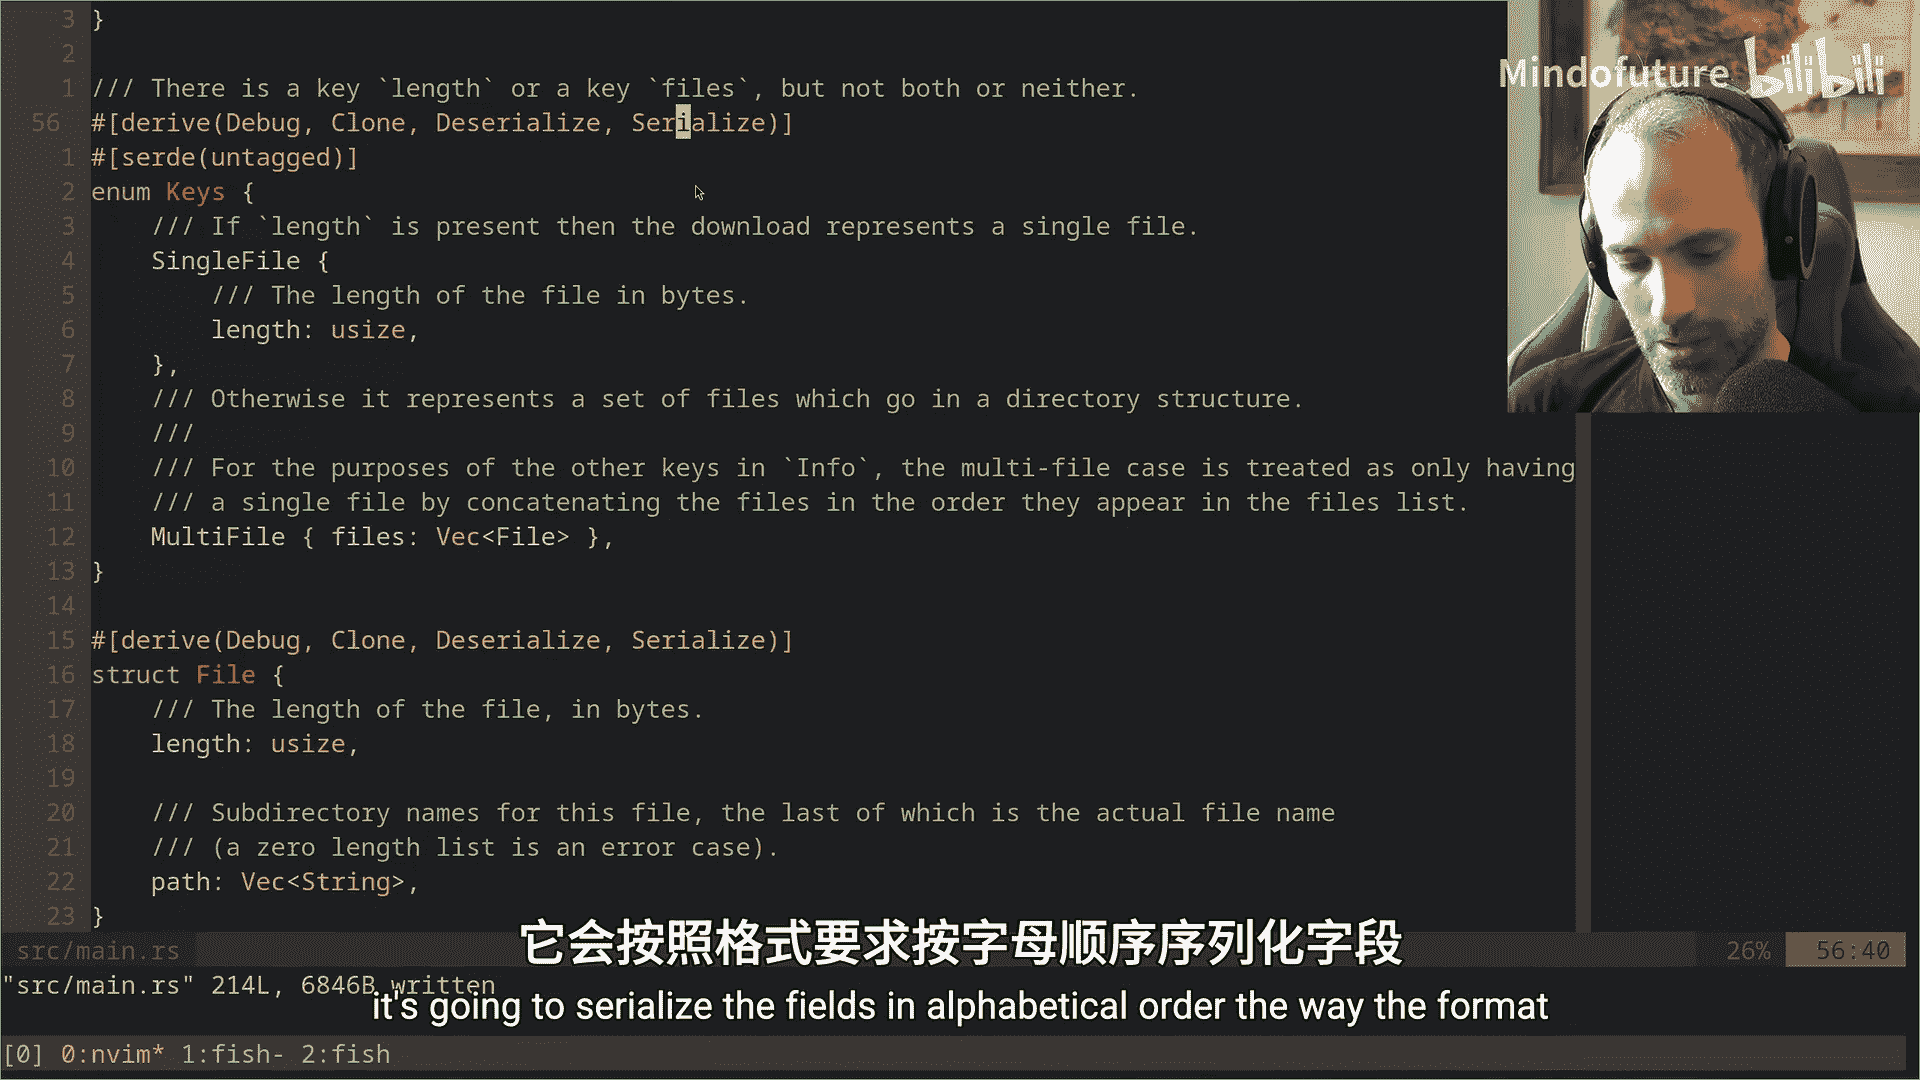 3 }
2
1 /// There is a key `length` or a key `files`, but not both or neither.
56 #[derive(Debug, Clone, Deserialize, Serialize)]
1 #[serde(untagged)]
2 enum Keys {
3     /// If `length` is present then the download represents a single file.
4     SingleFile {
5         /// The length of the file in bytes.
6         length: usize,
7     },
8     /// Otherwise it represents a set of files which go in a directory structure.
9     ///
10     /// For the purposes of the other keys in `Info`, the multi-file case is treated as only having
11     /// a single file by concatenating the files in the order they appear in the files list.
12     MultiFile { files: Vec<File> },
13 }
14
15 #[derive(Debug, Clone, Deserialize, Serialize)]
16 struct File {
17     /// The length of the file, in bytes.
18     length: usize,
19
20     /// Subdirectory names for this file, the last of which is the actual file name
21     /// (a zero length list is an error case).
22     path: Vec<String>,
23 }
Mindofuture bilibili
src/main.rs 26% 56:40
它会按照格式要求按字母顺序序列化字段
"src/main.rs" 214L, 6846B written
it's going to serialize the fields in alphabetical order the way the format
[0] 0:nvim* 1:fish- 2:fish